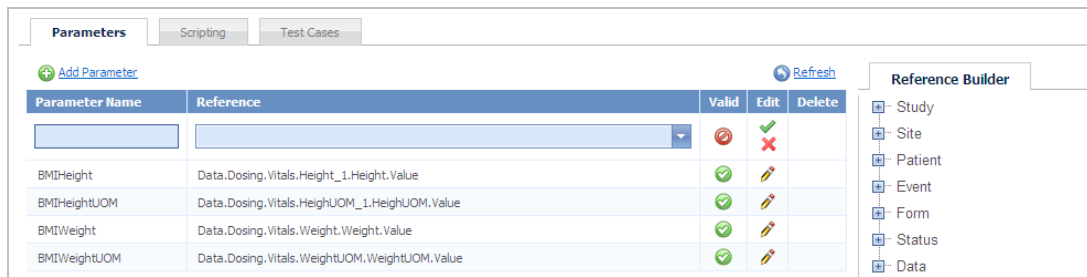 Parameters Scripting Test Cases
Add Parameter Refresh
Parameter Name Reference Valid Edit Delete
BMIHeight Data.Dosing.Vitals.Height_1.Height.Value
BMIHeightUOM Data.Dosing.Vitals.HeighUOM_1.HeighUOM.Value
BMIWeight Data.Dosing.Vitals.Weight.Weight.Value
BMIWeightUOM Data.Dosing.Vitals.WeightUOM.WeightUOM.Value
Reference Builder
Study
Site
Patient
Event
Form
Status
Data